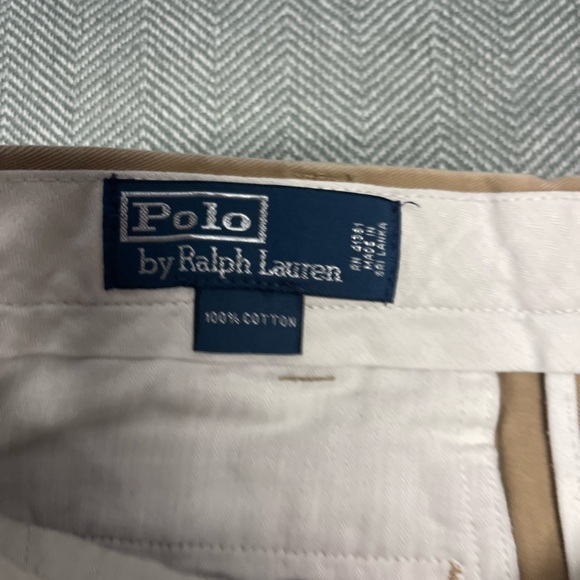 Polo
by Ralph Lauren
RN 41381
MADE IN
SRI LANKA
100% COTTON